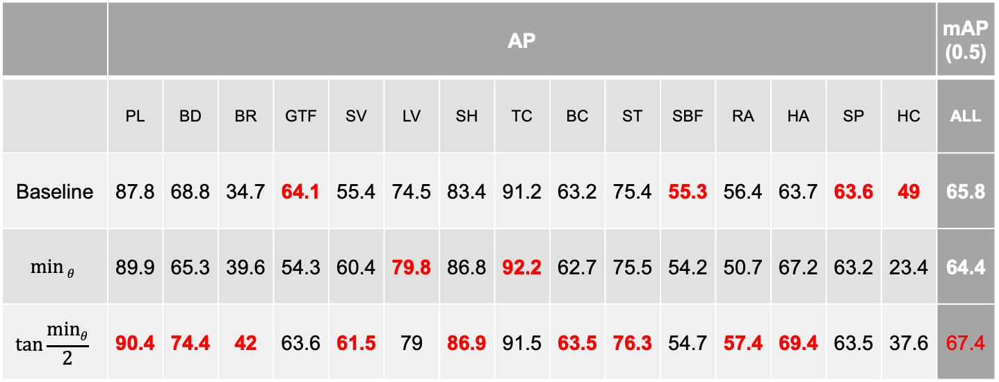 AP mAP (0.5)
PL BD BR GTF SV LV SH TC BC ST SBF RA HA SP HC ALL
Baseline 87.8 68.8 34.7 64.1 55.4 74.5 83.4 91.2 63.2 75.4 55.3 56.4 63.7 63.6 49 65.8
min θ 89.9 65.3 39.6 54.3 60.4 79.8 86.8 92.2 62.7 75.5 54.2 50.7 67.2 63.2 23.4 64.4
tan minθ/2 90.4 74.4 42 63.6 61.5 79 86.9 91.5 63.5 76.3 54.7 57.4 69.4 63.5 37.6 67.4